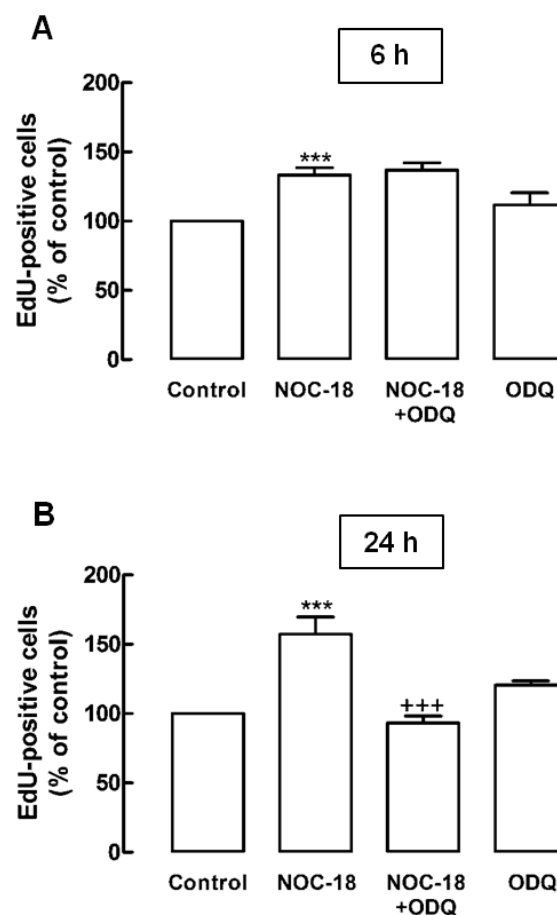 A
6 h
EdU-positive cells
(% of control)
200
150
100
50
0
***
Control NOC-18 NOC-18 ODQ
+ODQ
B
24 h
EdU-positive cells
(% of control)
200
150
100
50
0
***
+++
Control NOC-18 NOC-18 ODQ
+ODQ